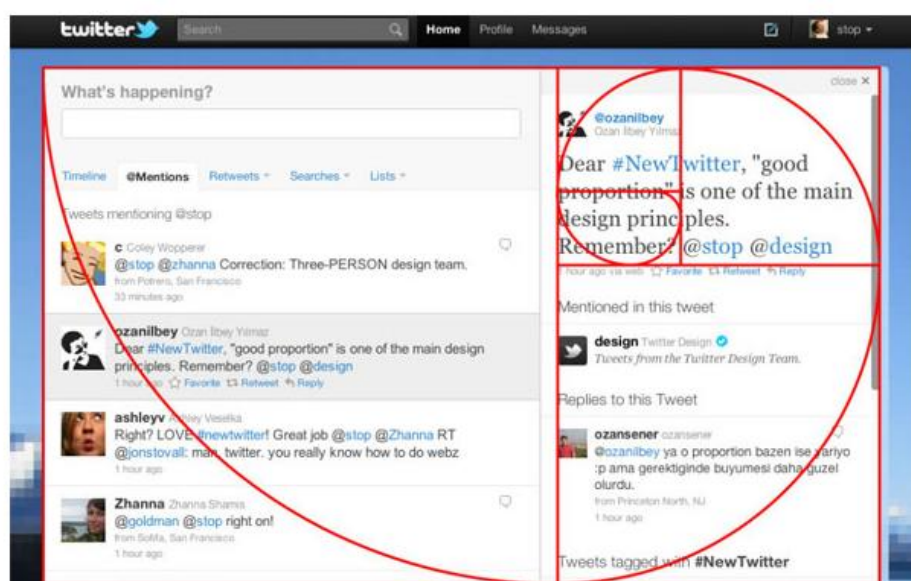 twitter
Search
Home Profile Messages
stop
What's happening?
Timeline @Mentions Retweets Searches Lists
Tweets mentioning @stop
c Coley Wopperer
@stop @zhanna Correction: Three-PERSON design team.
from Potrero, San Francisco
33 minutes ago
ozanilbey Ozan Ilbey Yılmaz
Dear #NewTwitter, "good proportion" is one of the main design
principles. Remember? @stop @design
1 hour ago Favorite Retweet Reply
ashleyv Ashley Veselka
Right? LOVE #newtwitter! Great job @stop @Zhanna RT
@jonstovall: man, twitter. you really know how to do webz
1 hour ago
Zhanna Zhanna Shamis
@goldman @stop right on!
from SoMa, San Francisco
1 hour ago
close X
@ozanilbey
Ozan Ilbey Yılmaz
Dear #NewTwitter, "good
proportion" is one of the main
design principles.
Remember? @stop @design
1 hour ago via web Favorite Retweet Reply
Mentioned in this tweet
design Twitter Design
Tweets from the Twitter Design Team.
Replies to this Tweet
ozansener ozansener
@ozanilbey ya o proportion bazen ise yariyo
:p ama gerektiginde buyumesi daha guzel
olurdu.
from Princeton North, NJ
1 hour ago
Tweets tagged with #NewTwitter